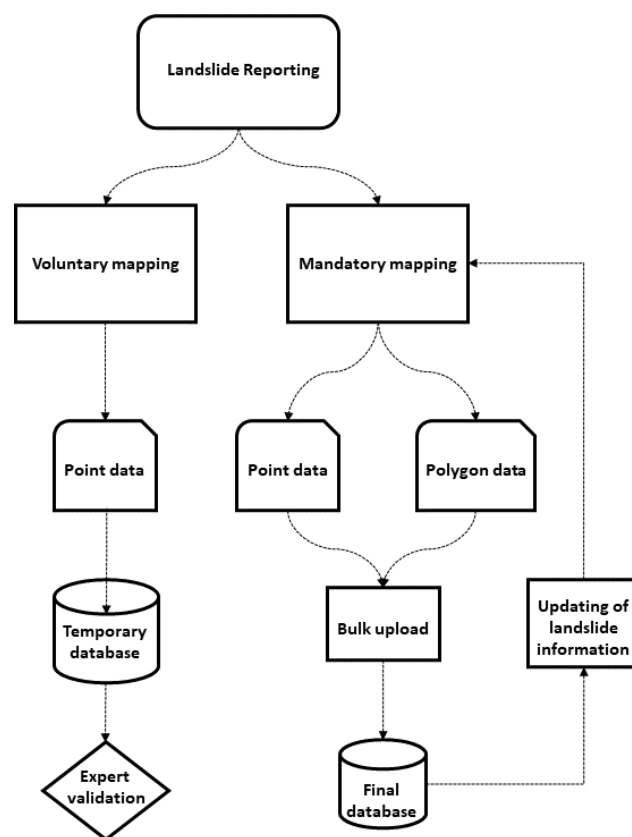 Landslide Reporting
Voluntary mapping
Mandatory mapping
Point data
Point data
Polygon data
Temporary
database
Bulk upload
Updating of
landslide
information
Expert
validation
Final
database